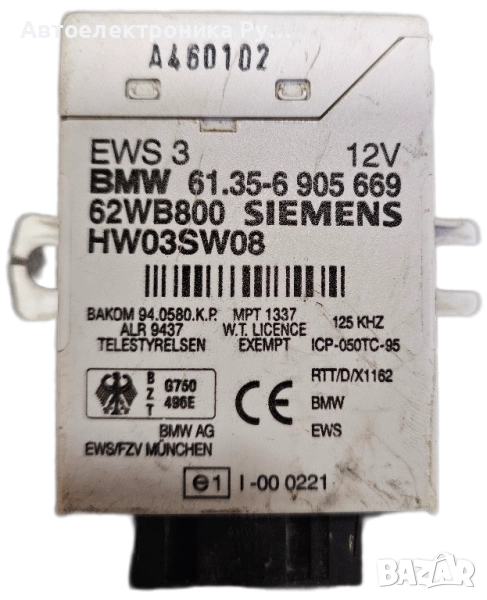 Автоелектротехник Ру...
A460102
EWS 3 12V
BMW 61.35-6 905 669
62WB800 SIEMENS
HW03SW08
BAKOM 94.0580.K.P. MPT 1337 125 KHZ
ALR 9437 W.T. LICENCE
TELESTYRELSEN EXEMPT ICP-050TC-95
RTT/D/X1162
B Z T G750 496E CE BMW
BMW AG EWS
EWS/FZV MÜNCHEN
e1 I-00 0221
БАZАР